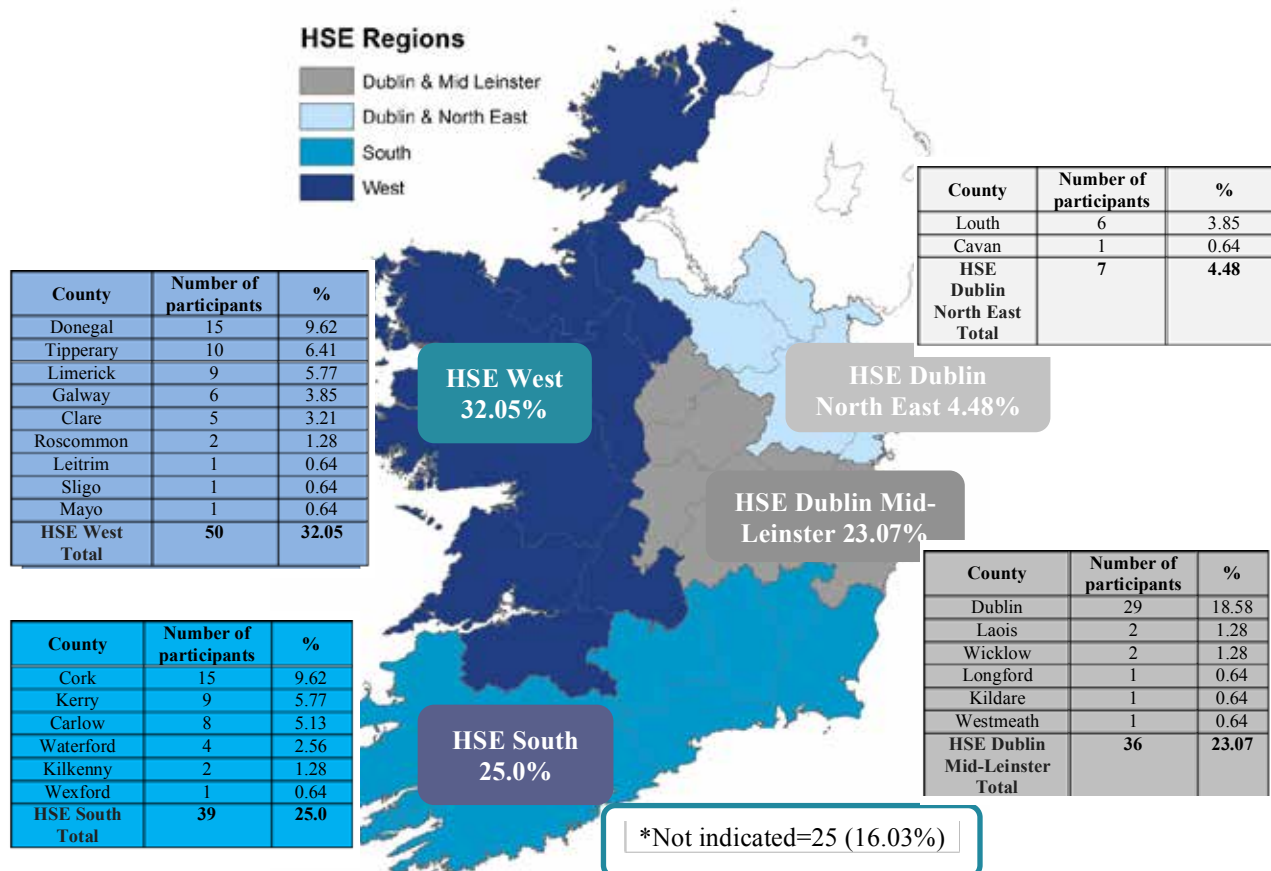 HSE Regions
Dublin & Mid Leinster
Dublin & North East
South
West
County Number of participants %
Louth 6 3.85
Cavan 1 0.64
HSE Dublin North East Total 7 4.48
County Number of participants %
Donegal 15 9.62
Tipperary 10 6.41
Limerick 9 5.77
Galway 6 3.85
Clare 5 3.21
Roscommon 2 1.28
Leitrim 1 0.64
Sligo 1 0.64
Mayo 1 0.64
HSE West Total 50 32.05
HSE West
32.05%
HSE Dublin
North East 4.48%
HSE Dublin Mid-
Leinster 23.07%
County Number of participants %
Dublin 29 18.58
Laois 2 1.28
Wicklow 2 1.28
Longford 1 0.64
Kildare 1 0.64
Westmeath 1 0.64
HSE Dublin Mid-Leinster Total 36 23.07
County Number of participants %
Cork 15 9.62
Kerry 9 5.77
Carlow 8 5.13
Waterford 4 2.56
Kilkenny 2 1.28
Wexford 1 0.64
HSE South Total 39 25.0
HSE South
25.0%
*Not indicated=25 (16.03%)